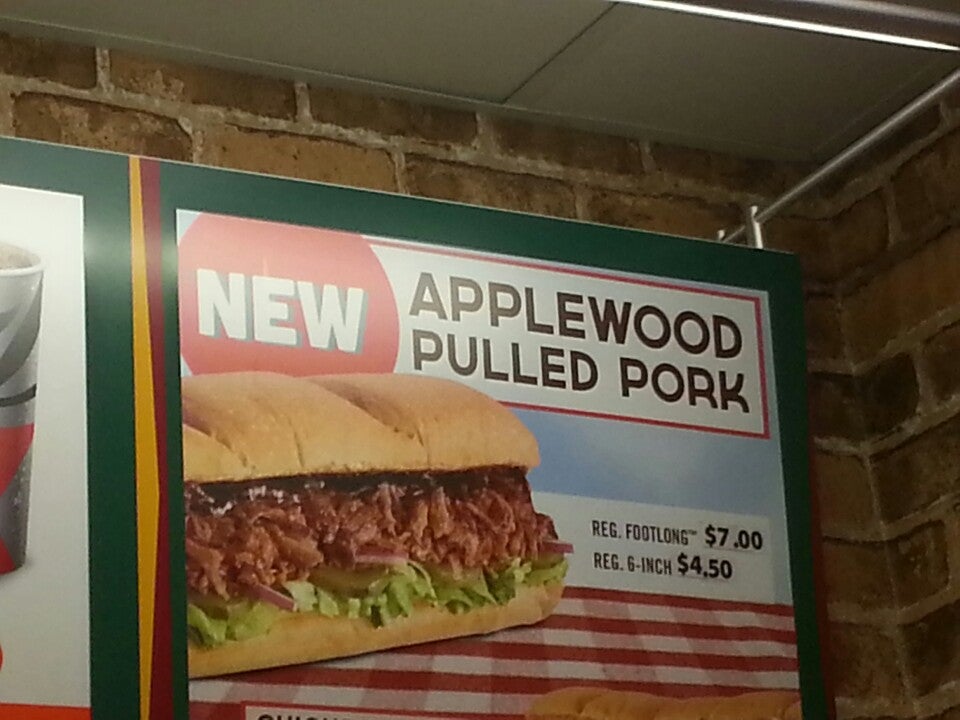 NEW
APPLEWOOD
PULLED PORK
REG. FOOTLONG™ $7.00
REG. 6-INCH $4.50